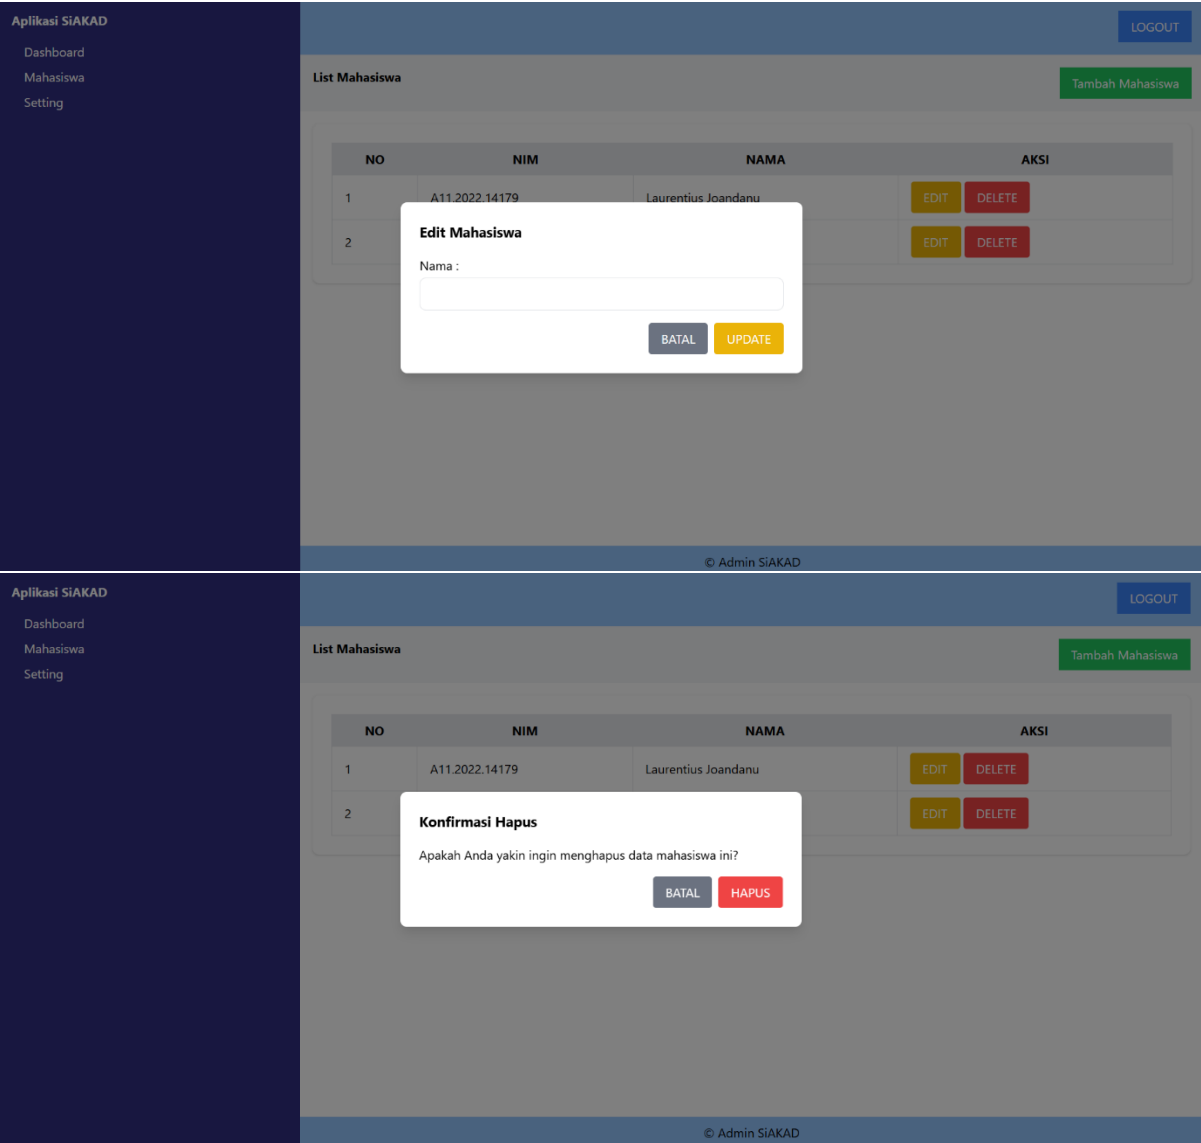 Aplikasi SiAKAD
LOGOUT
Dashboard
Mahasiswa
Setting
List Mahasiswa
Tambah Mahasiswa
NO NIM NAMA AKSI
1 A11.2022.14179 Laurentius Joandanu EDIT DELETE
2 EDIT DELETE
Edit Mahasiswa
Nama :
BATAL UPDATE
© Admin SiAKAD
Aplikasi SiAKAD
LOGOUT
Dashboard
Mahasiswa
Setting
List Mahasiswa
Tambah Mahasiswa
NO NIM NAMA AKSI
1 A11.2022.14179 Laurentius Joandanu EDIT DELETE
2 EDIT DELETE
Konfirmasi Hapus
Apakah Anda yakin ingin menghapus data mahasiswa ini?
BATAL HAPUS
© Admin SiAKAD